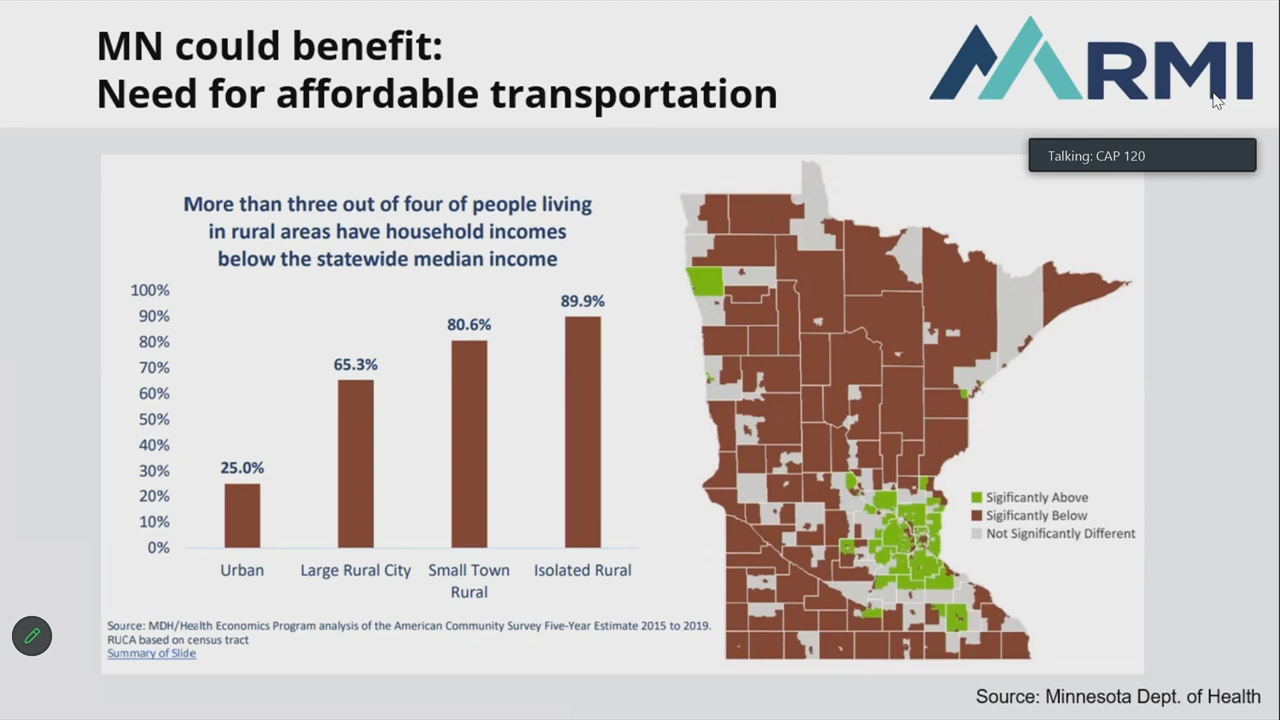 MN could benefit:
Need for affordable transportation
RMI
Talking: CAP 120
More than three out of four of people living
in rural areas have household incomes
below the statewide median income
100%
90%
80%
70%
60%
50%
40%
30%
20%
10%
0%
25.0%
65.3%
80.6%
89.9%
Urban
Large Rural City
Small Town
Rural
Isolated Rural
Sigificantly Above
Sigificantly Below
Not Significantly Different
Source: MDH/Health Economics Program analysis of the American Community Survey Five-Year Estimate 2015 to 2019.
RUCA based on census tract
Summary of Slide
Source: Minnesota Dept. of Health